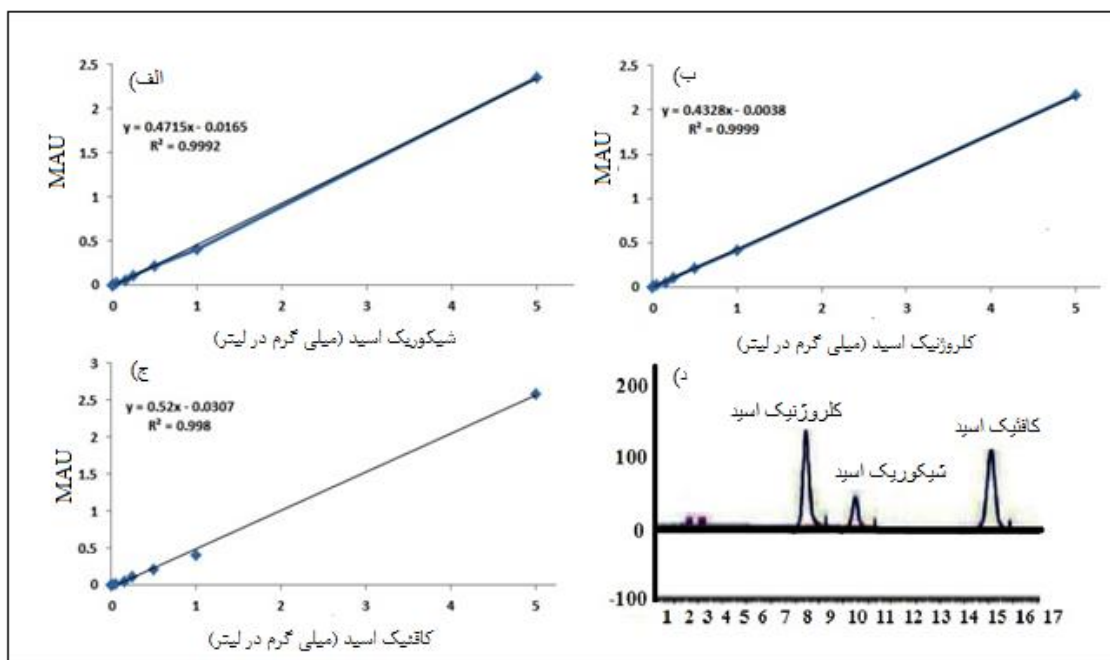 الف)
y = 0.4715x - 0.0165
R² = 0.9992
MAU
2.5
2
1.5
1
0.5
0
0 1 2 3 4 5
شیکوریک اسید (میلی گرم در لیتر)
ب)
y = 0.4328x - 0.0038
R² = 0.9999
MAU
2.5
2
1.5
1
0.5
0
0 1 2 3 4 5
کلروژنیک اسید (میلی گرم در لیتر)
ج)
y = 0.52x - 0.0307
R² = 0.998
MAU
3
2.5
2
1.5
1
0.5
0
0 1 2 3 4 5
کافئیک اسید (میلی گرم در لیتر)
د)
کلروژنیک اسید
شیکوریک اسید
کافئیک اسید
200
100
0
-100
1 2 3 4 5 6 7 8 9 10 11 12 13 14 15 16 17